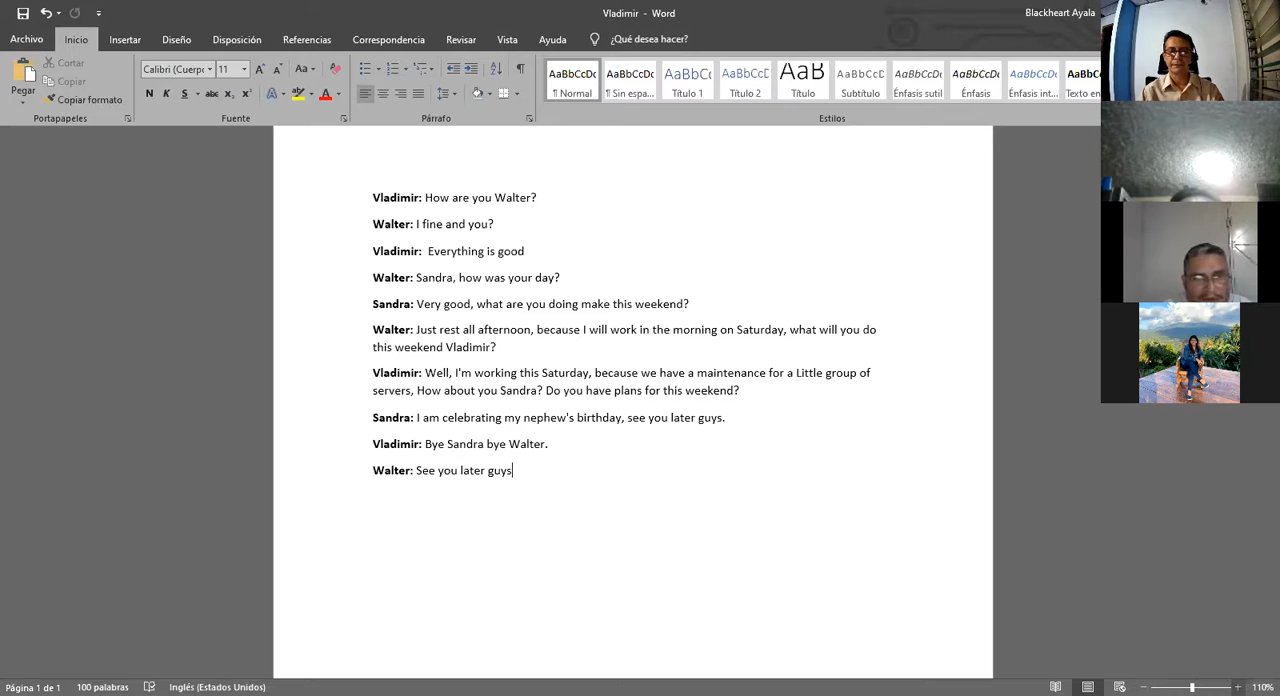 Vladimir - Word
Blackheart Ayala
Archivo Inicio Insertar Diseño Disposición Referencias Correspondencia Revisar Vista Ayuda ¿Qué desea hacer?
Pegar
Cortar
Copiar
Copiar formato
Portapapeles
Calibri (Cuerpo 11
Aa
N K S abc x₂ x²
Fuente
Párrafo
AaBbCcDc AaBbCcDc AaBbCc AaBbCcD AaB AaBbCcD AaBbCcDc AaBbCcDc AaBbCcDc AaBbCc
¶ Normal ¶ Sin espa... Título 1 Título 2 Título Subtítulo Énfasis sutil Énfasis Énfasis int... Texto en
Estilos
Vladimir: How are you Walter?
Walter: I fine and you?
Vladimir: Everything is good
Walter: Sandra, how was your day?
Sandra: Very good, what are you doing make this weekend?
Walter: Just rest all afternoon, because I will work in the morning on Saturday, what will you do
this weekend Vladimir?
Vladimir: Well, I'm working this Saturday, because we have a maintenance for a Little group of
servers, How about you Sandra? Do you have plans for this weekend?
Sandra: I am celebrating my nephew's birthday, see you later guys.
Vladimir: Bye Sandra bye Walter.
Walter: See you later guys
Página 1 de 1 100 palabras Inglés (Estados Unidos) 110%